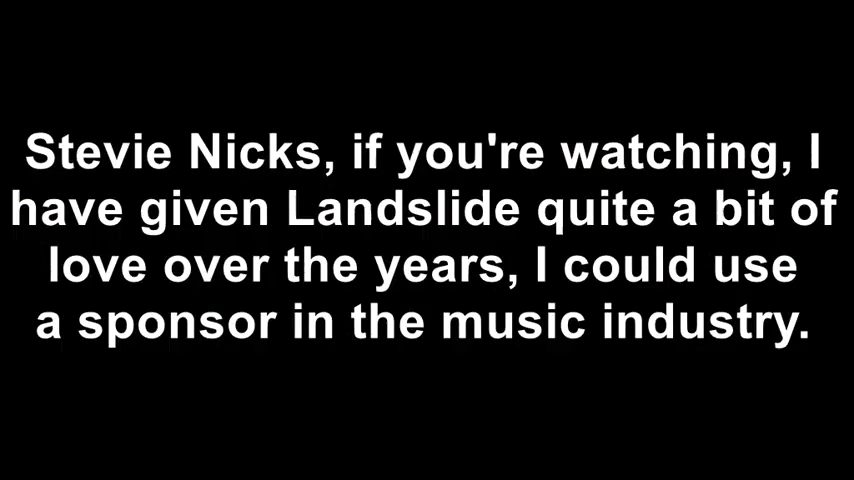 Stevie Nicks, if you're watching, I
have given Landslide quite a bit of
love over the years, I could use
a sponsor in the music industry.